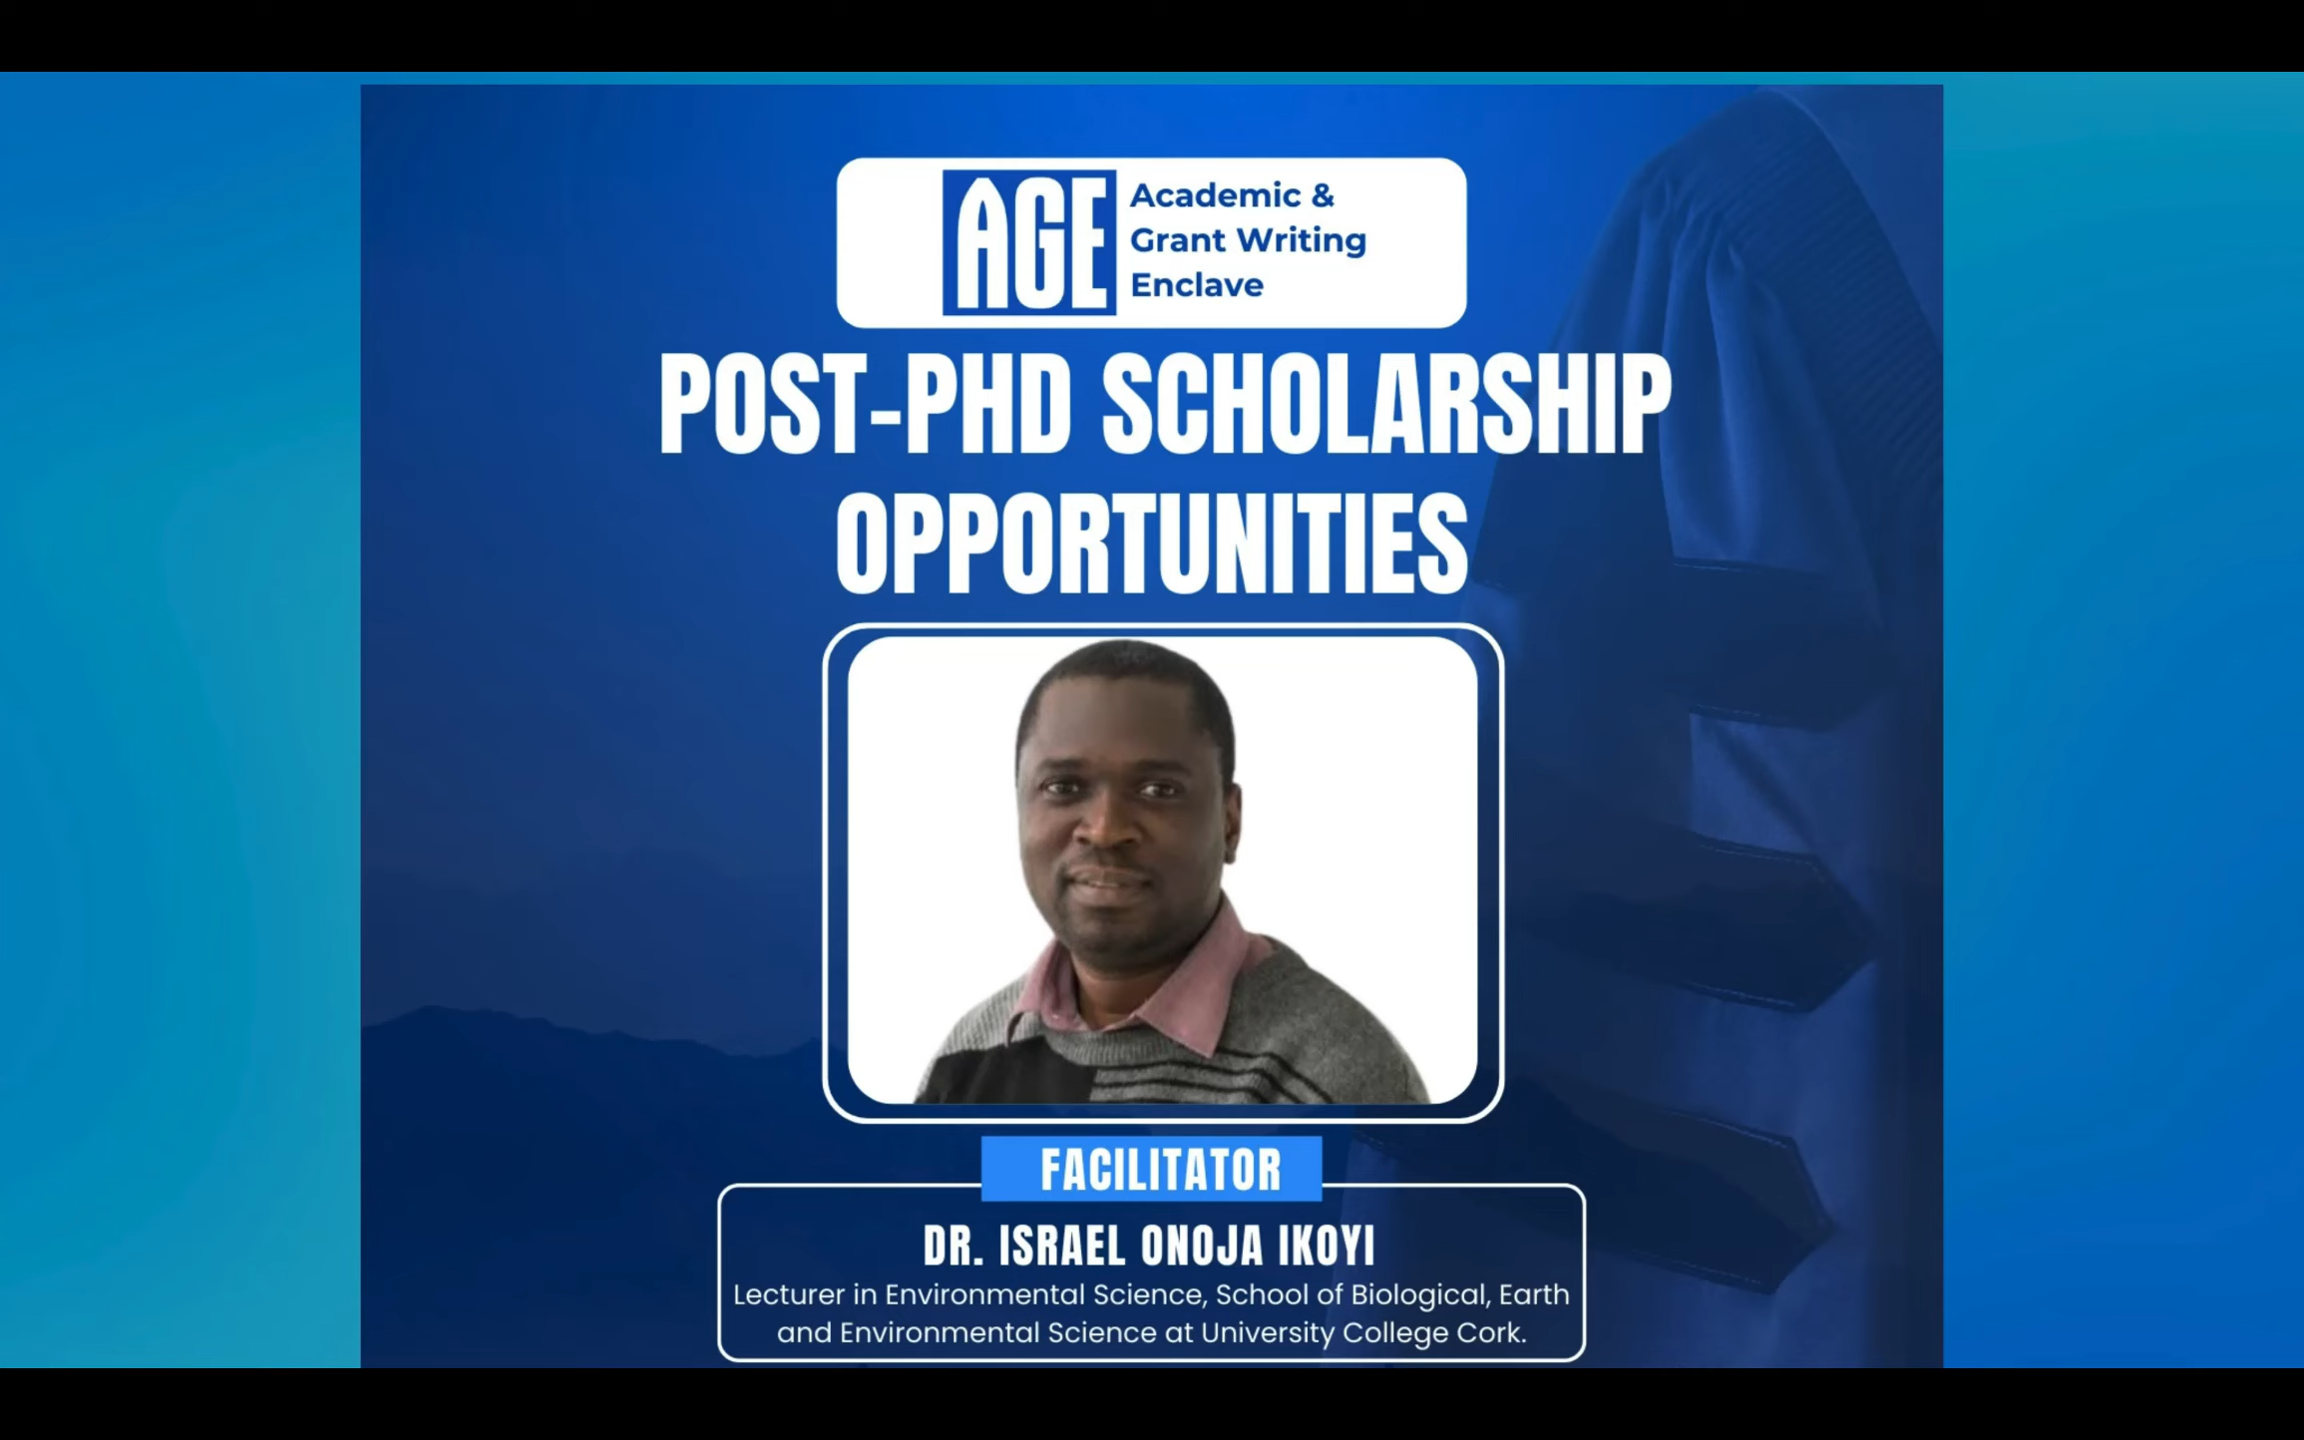 AGE
Academic &
Grant Writing
Enclave
POST-PHD SCHOLARSHIP
OPPORTUNITIES
FACILITATOR
DR. ISRAEL ONOJA IKOYI
Lecturer in Environmental Science, School of Biological, Earth
and Environmental Science at University College Cork.